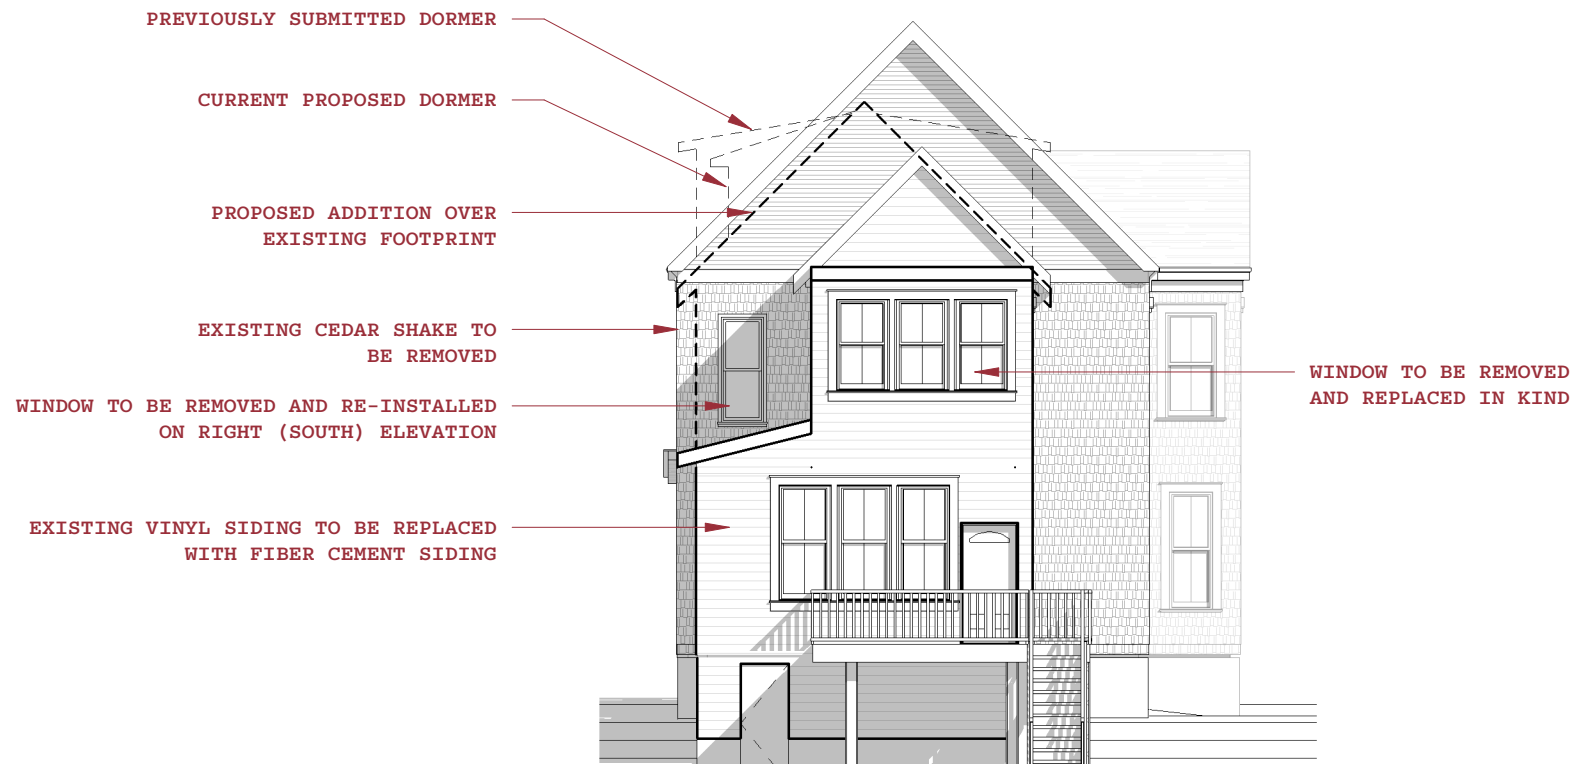 PREVIOUSLY SUBMITTED DORMER
CURRENT PROPOSED DORMER
PROPOSED ADDITION OVER
EXISTING FOOTPRINT
EXISTING CEDAR SHAKE TO
BE REMOVED
WINDOW TO BE REMOVED AND RE-INSTALLED
ON RIGHT (SOUTH) ELEVATION
EXISTING VINYL SIDING TO BE REPLACED
WITH FIBER CEMENT SIDING
WINDOW TO BE REMOVED
AND REPLACED IN KIND